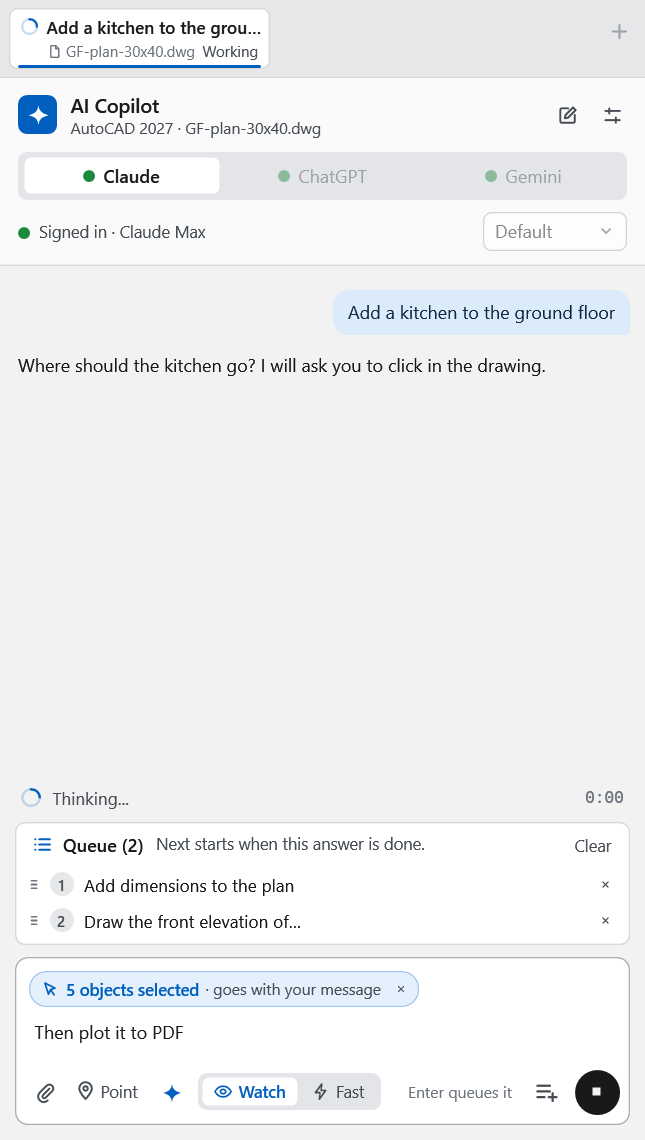 Add a kitchen to the grou...
GF-plan-30x40.dwg Working
AI Copilot
AutoCAD 2027 · GF-plan-30x40.dwg
Claude ChatGPT Gemini
Signed in · Claude Max Default
Add a kitchen to the ground floor
Where should the kitchen go? I will ask you to click in the drawing.
Thinking... 0:00
Queue (2) Next starts when this answer is done. Clear
1 Add dimensions to the plan ×
2 Draw the front elevation of... ×
5 objects selected · goes with your message ×
Then plot it to PDF
Point Watch Fast Enter queues it